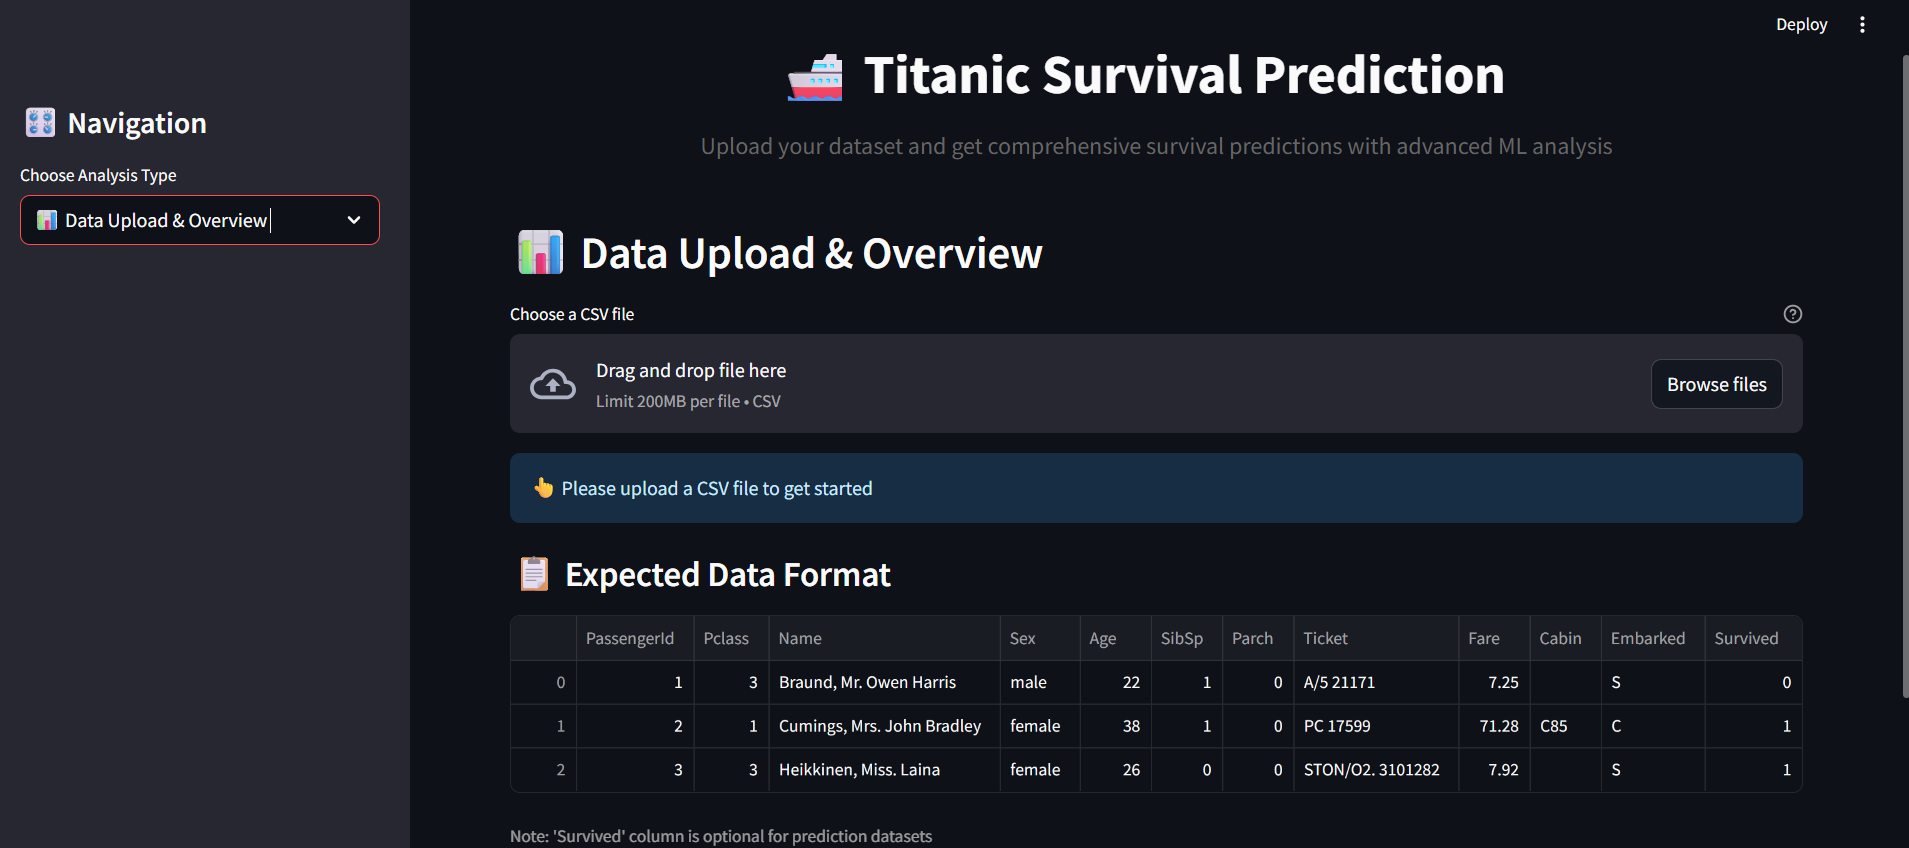 Deploy
Navigation
Choose Analysis Type
Data Upload & Overview
Titanic Survival Prediction
Upload your dataset and get comprehensive survival predictions with advanced ML analysis
Data Upload & Overview
Choose a CSV file
Drag and drop file here
Limit 200MB per file • CSV
Browse files
Please upload a CSV file to get started
Expected Data Format
PassengerId Pclass Name Sex Age SibSp Parch Ticket Fare Cabin Embarked Survived
0 1 3 Braund, Mr. Owen Harris male 22 1 0 A/5 21171 7.25 S 0
1 2 1 Cumings, Mrs. John Bradley female 38 1 0 PC 17599 71.28 C85 C 1
2 3 3 Heikkinen, Miss. Laina female 26 0 0 STON/O2. 3101282 7.92 S 1
Note: 'Survived' column is optional for prediction datasets